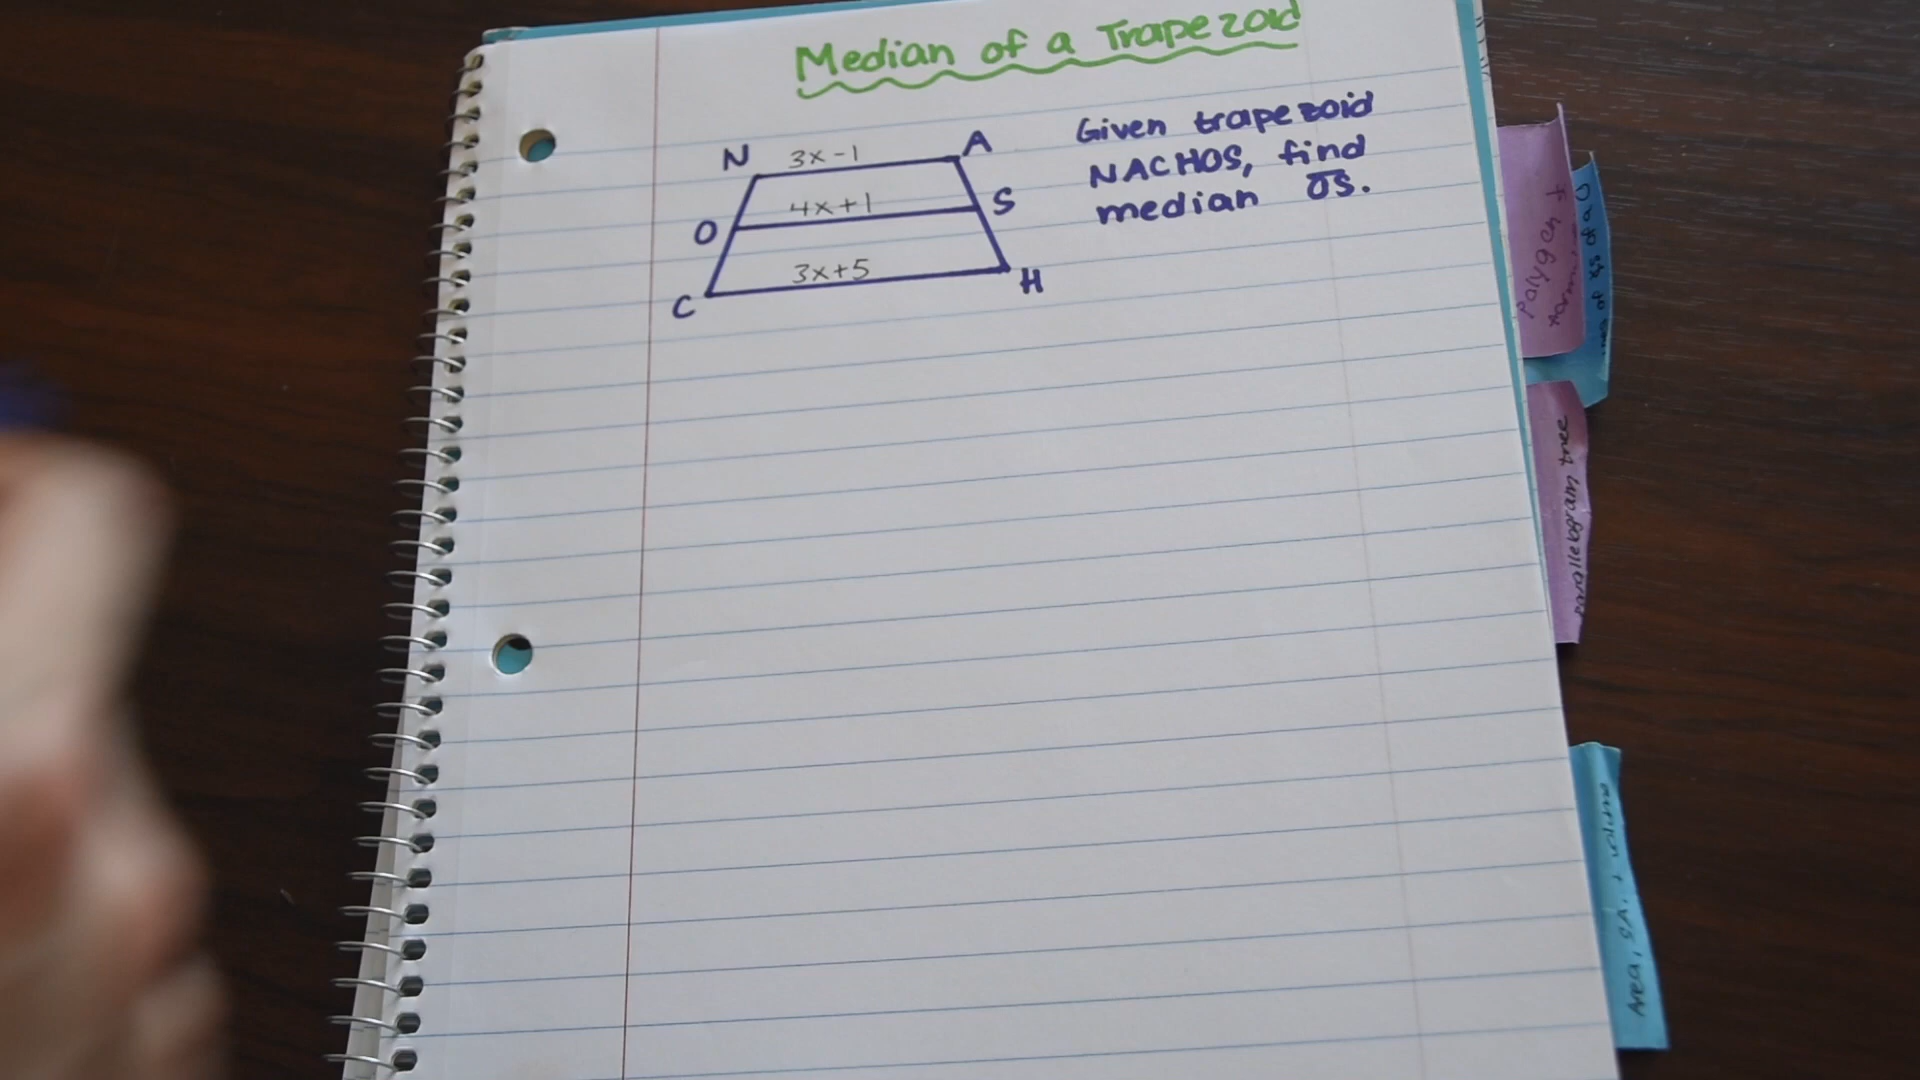 Median of a Trapezoid
N 3x-1 A
4x+1 S
O
3x+5
C H
Given trapezoid
NACHOS, find
median O̅S̅.
Polygon
parallelogram tree
Area, SA, + volume